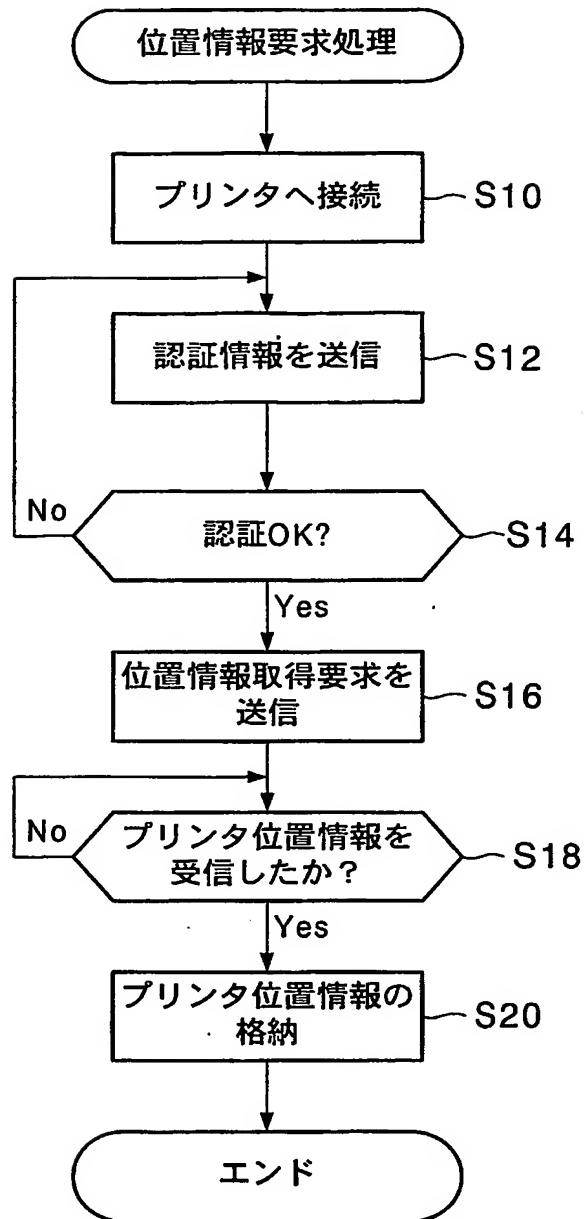 位置情報要求処理
プリンタへ接続
S10
認証情報を送信
S12
認証OK?
S14
No
Yes
位置情報取得要求を
送信
S16
プリンタ位置情報を
受信したか?
S18
No
Yes
プリンタ位置情報の
格納
S20
エンド